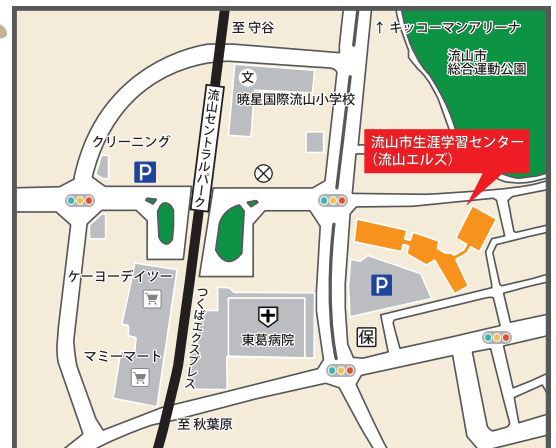 至 守谷
↑ キッコーマンアリーナ
流山市
総合運動公園
文
暁星国際流山小学校
流山セントラルパーク
クリーニング
P
流山市生涯学習センター
（流山エルズ）
ケーヨーデイツー
つくばエクスプレス
P
東葛病院
保
マミーマート
至 秋葉原